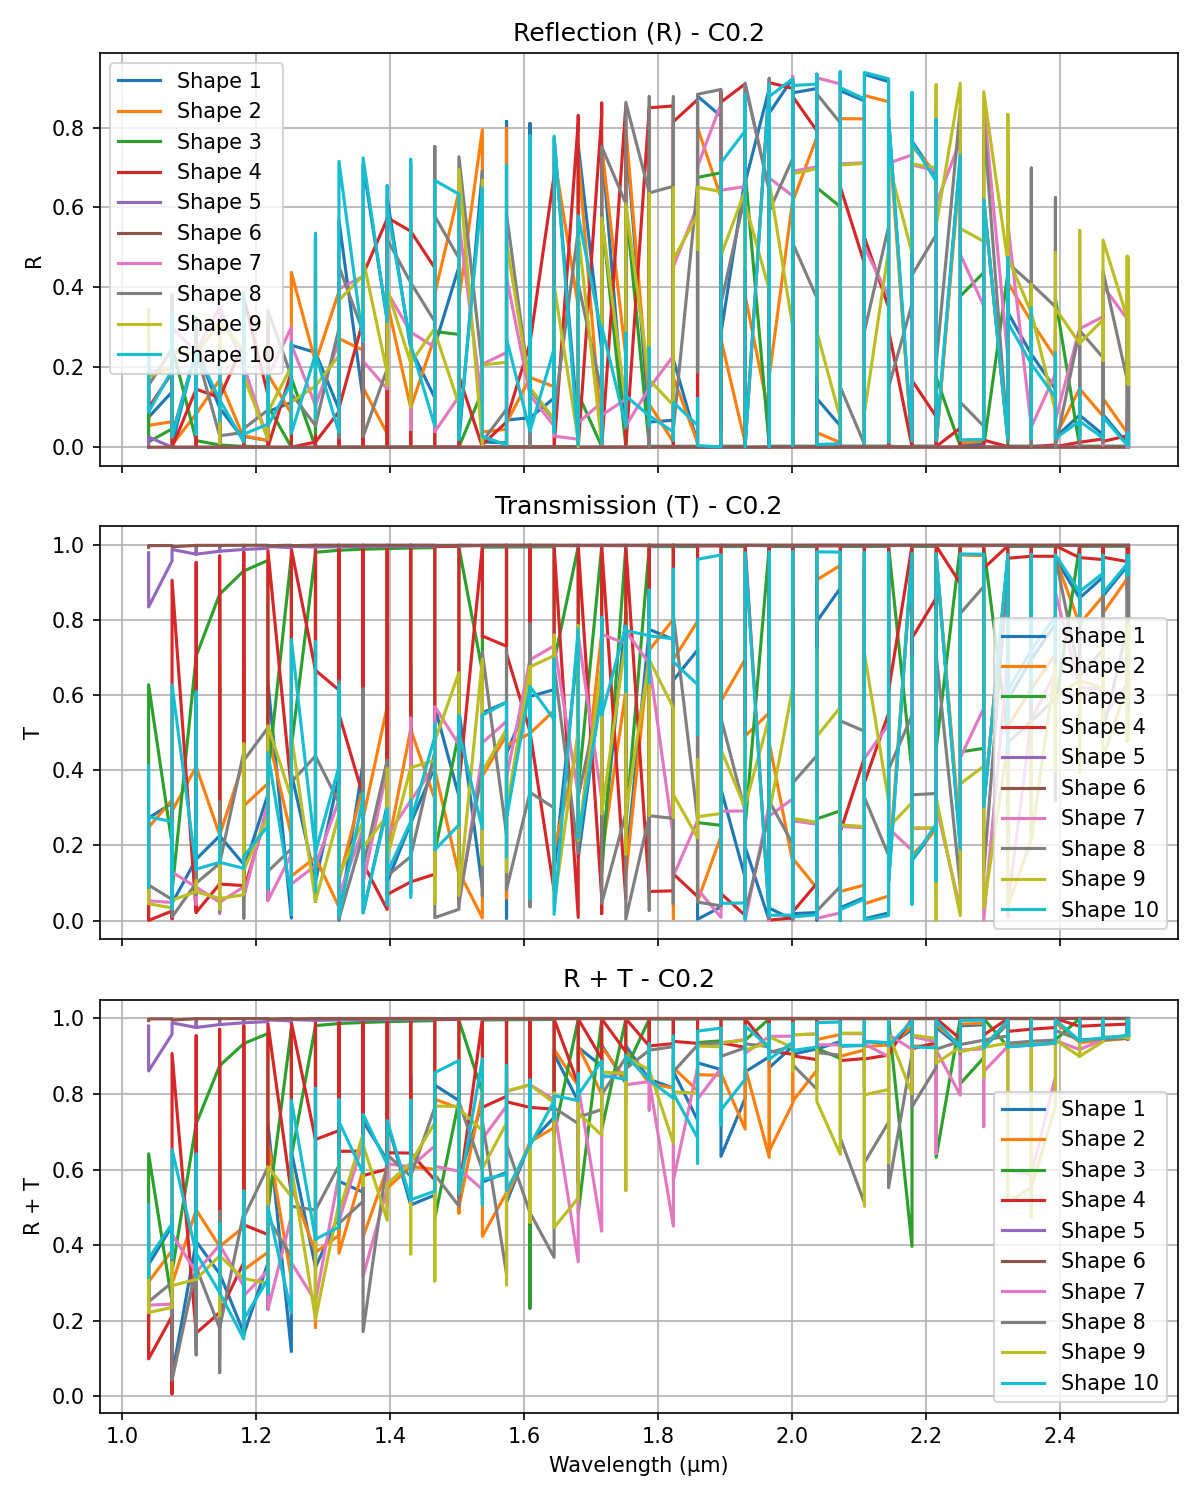 Reflection (R) - C0.2
R
0.8
0.6
0.4
0.2
0.0
Shape 1
Shape 2
Shape 3
Shape 4
Shape 5
Shape 6
Shape 7
Shape 8
Shape 9
Shape 10
Transmission (T) - C0.2
T
1.0
0.8
0.6
0.4
0.2
0.0
Shape 1
Shape 2
Shape 3
Shape 4
Shape 5
Shape 6
Shape 7
Shape 8
Shape 9
Shape 10
R + T - C0.2
R + T
1.0
0.8
0.6
0.4
0.2
0.0
Shape 1
Shape 2
Shape 3
Shape 4
Shape 5
Shape 6
Shape 7
Shape 8
Shape 9
Shape 10
1.0 1.2 1.4 1.6 1.8 2.0 2.2 2.4
Wavelength (μm)